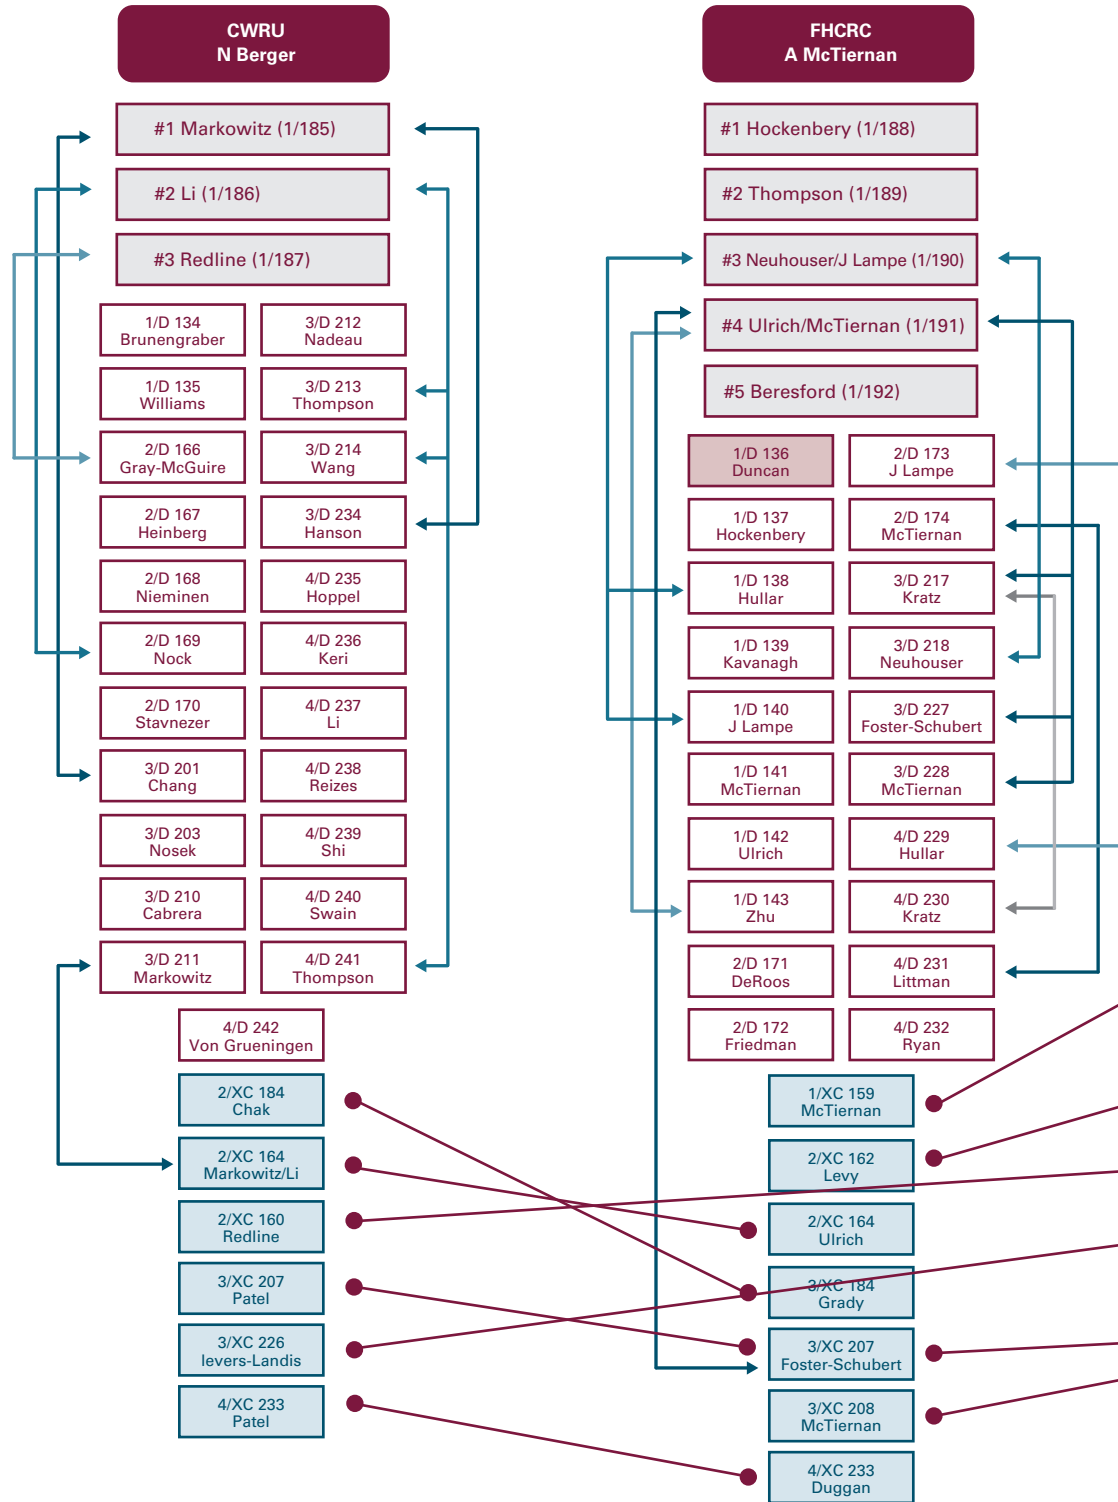 CWRU
N Berger
#1 Markowitz (1/185)
#2 Li (1/186)
#3 Redline (1/187)
1/D 134
Brunengraber
3/D 212
Nadeau
1/D 135
Williams
3/D 213
Thompson
2/D 166
Gray-McGuire
3/D 214
Wang
2/D 167
Heinberg
3/D 234
Hanson
2/D 168
Nieminen
4/D 235
Hoppel
2/D 169
Nock
4/D 236
Keri
2/D 170
Stavnezer
4/D 237
Li
3/D 201
Chang
4/D 238
Reizes
3/D 203
Nosek
4/D 239
Shi
3/D 210
Cabrera
4/D 240
Swain
3/D 211
Markowitz
4/D 241
Thompson
4/D 242
Von Grueningen
2/XC 184
Chak
2/XC 164
Markowitz/Li
2/XC 160
Redline
3/XC 207
Patel
3/XC 226
Ievers-Landis
4/XC 233
Patel
FHCRC
A McTiernan
#1 Hockenbery (1/188)
#2 Thompson (1/189)
#3 Neuhouser/J Lampe (1/190)
#4 Ulrich/McTiernan (1/191)
#5 Beresford (1/192)
1/D 136
Duncan
2/D 173
J Lampe
1/D 137
Hockenbery
2/D 174
McTiernan
1/D 138
Hullar
3/D 217
Kratz
1/D 139
Kavanagh
3/D 218
Neuhouser
1/D 140
J Lampe
3/D 227
Foster-Schubert
1/D 141
McTiernan
3/D 228
McTiernan
1/D 142
Ulrich
4/D 229
Hullar
1/D 143
Zhu
4/D 230
Kratz
2/D 171
DeRoos
4/D 231
Littman
2/D 172
Friedman
4/D 232
Ryan
1/XC 159
McTiernan
2/XC 162
Levy
2/XC 164
Ulrich
3/XC 184
Grady
3/XC 207
Foster-Schubert
3/XC 208
McTiernan
4/XC 233
Duggan